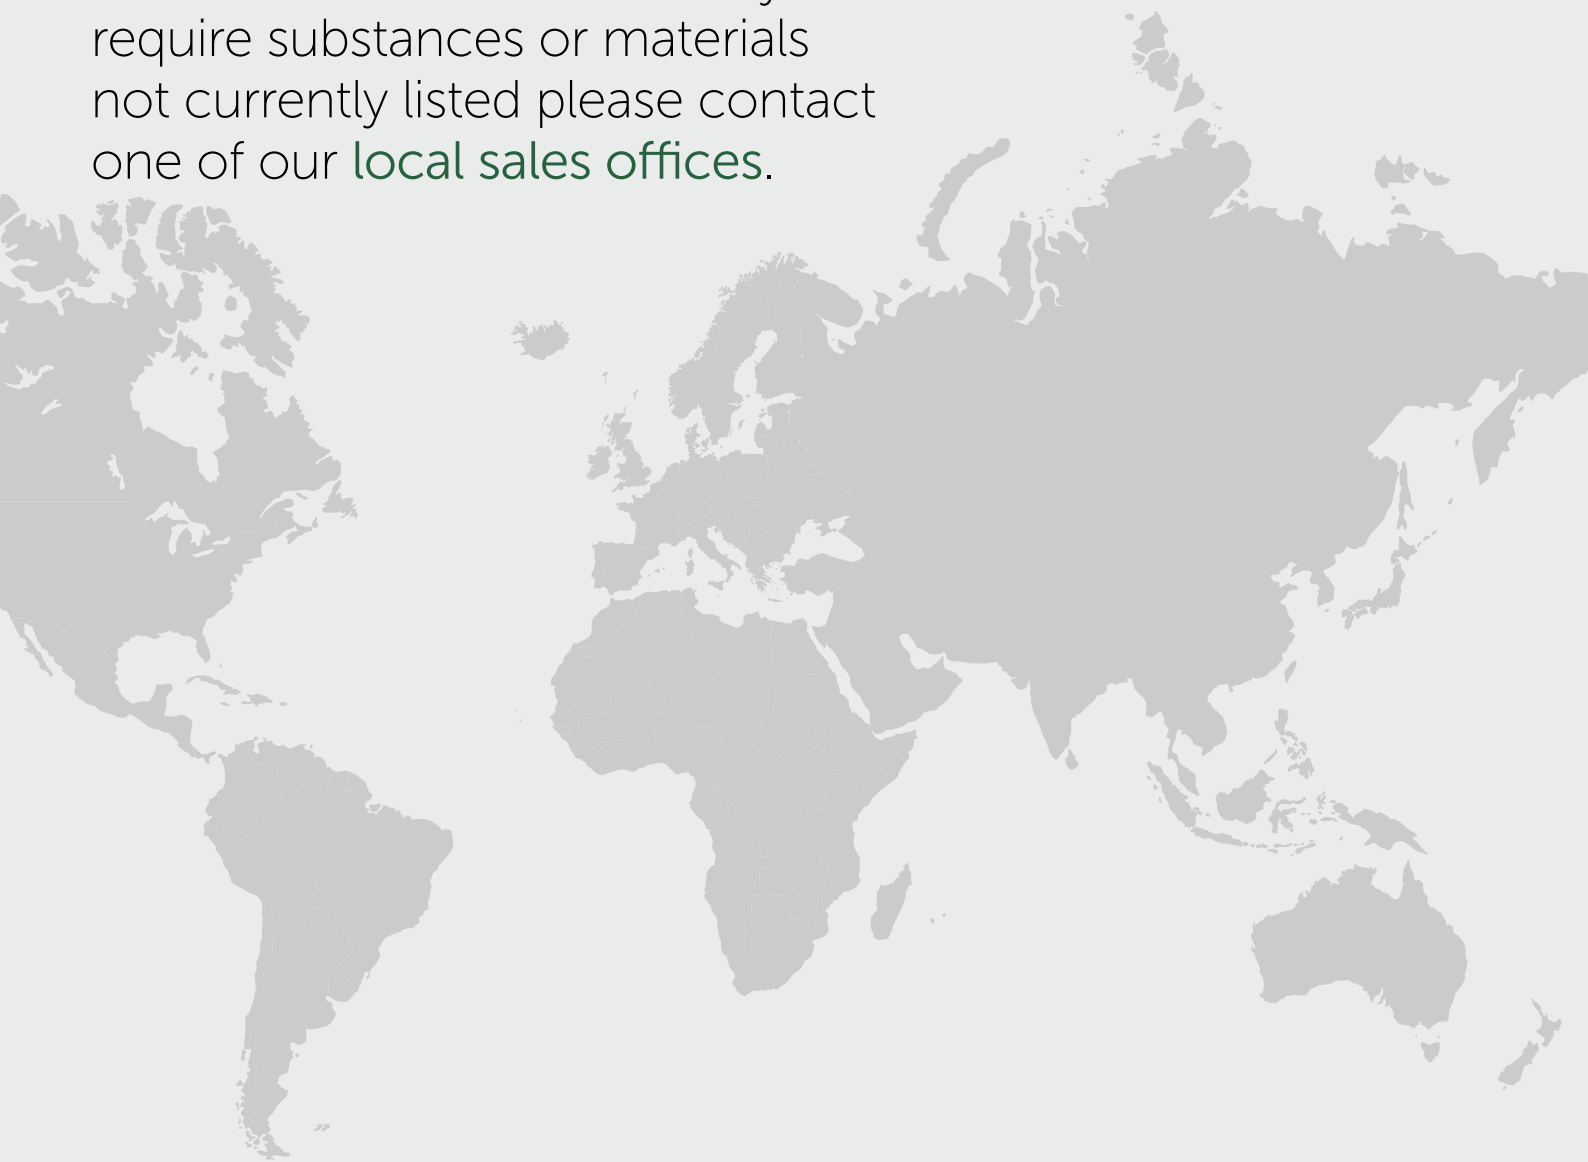 require substances or materials
not currently listed please contact
one of our local sales offices.